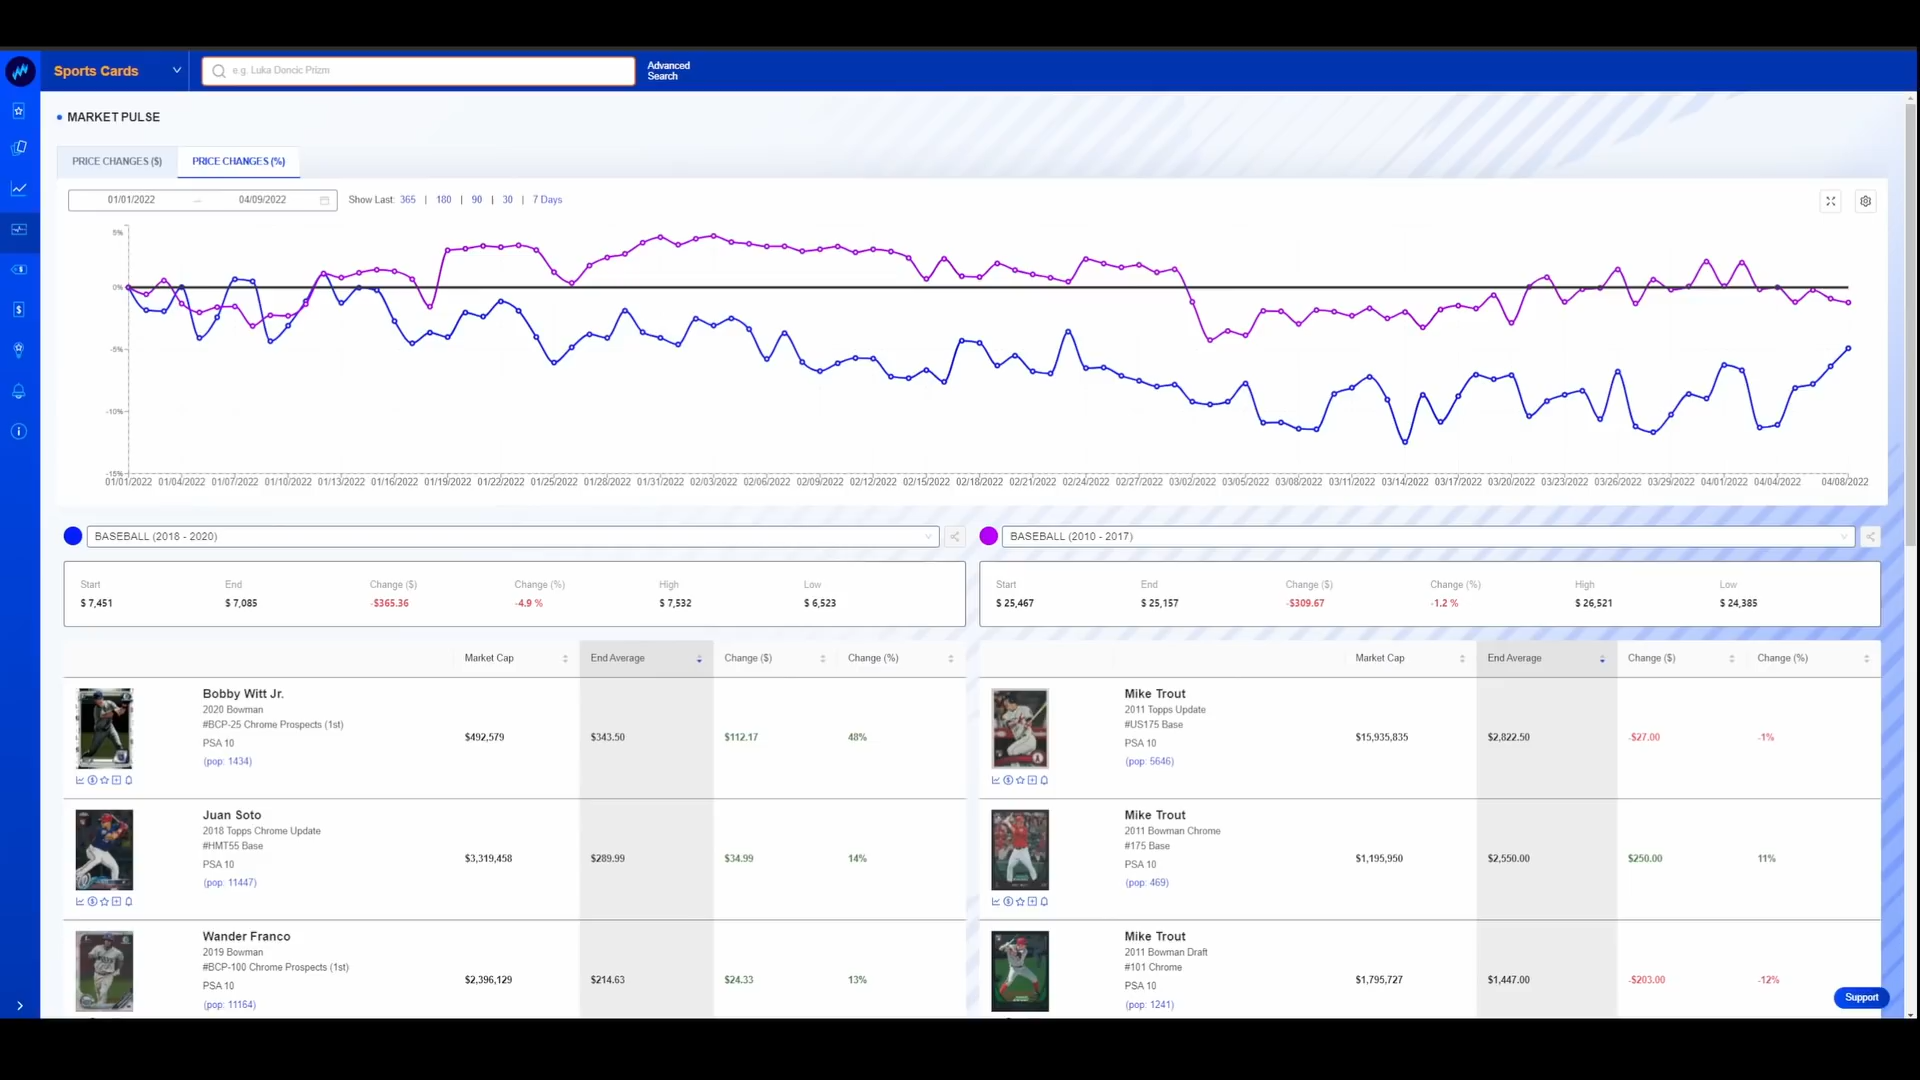 Sports Cards
e.g. Luka Doncic Prizm
Advanced
Search
MARKET PULSE
PRICE CHANGES ($)
PRICE CHANGES (%)
01/01/2022
04/09/2022
Show Last: 365 | 180 | 90 | 30 | 7 Days
5%
0%
-5%
-10%
-15%
01/01/2022 01/04/2022 01/07/2022 01/10/2022 01/13/2022 01/16/2022 01/19/2022 01/22/2022 01/25/2022 01/28/2022 01/31/2022 02/03/2022 02/06/2022 02/09/2022 02/12/2022 02/15/2022 02/18/2022 02/21/2022 02/24/2022 02/27/2022 03/02/2022 03/05/2022 03/08/2022 03/11/2022 03/14/2022 03/17/2022 03/20/2022 03/23/2022 03/26/2022 03/29/2022 04/01/2022 04/04/2022 04/08/2022
BASEBALL (2018 - 2020)
Start End Change ($) Change (%) High Low
$ 7,451 $ 7,085 -$365.36 -4.9 % $ 7,532 $ 6,523
Market Cap End Average Change ($) Change (%)
Bobby Witt Jr.
2020 Bowman
#BCP-25 Chrome Prospects (1st)
PSA 10
(pop: 1434)
$492,579 $343.50 $112.17 48%
Juan Soto
2018 Topps Chrome Update
#HMT55 Base
PSA 10
(pop: 11447)
$3,319,458 $289.99 $34.99 14%
Wander Franco
2019 Bowman
#BCP-100 Chrome Prospects (1st)
PSA 10
(pop: 11164)
$2,396,129 $214.63 $24.33 13%
BASEBALL (2010 - 2017)
Start End Change ($) Change (%) High Low
$ 25,467 $ 25,157 -$309.67 -1.2 % $ 26,521 $ 24,385
Market Cap End Average Change ($) Change (%)
Mike Trout
2011 Topps Update
#US175 Base
PSA 10
(pop: 5646)
$15,935,835 $2,822.50 -$27.00 -1%
Mike Trout
2011 Bowman Chrome
#175 Base
PSA 10
(pop: 469)
$1,195,950 $2,550.00 $250.00 11%
Mike Trout
2011 Bowman Draft
#101 Chrome
PSA 10
(pop: 1241)
$1,795,727 $1,447.00 -$203.00 -12%
Support